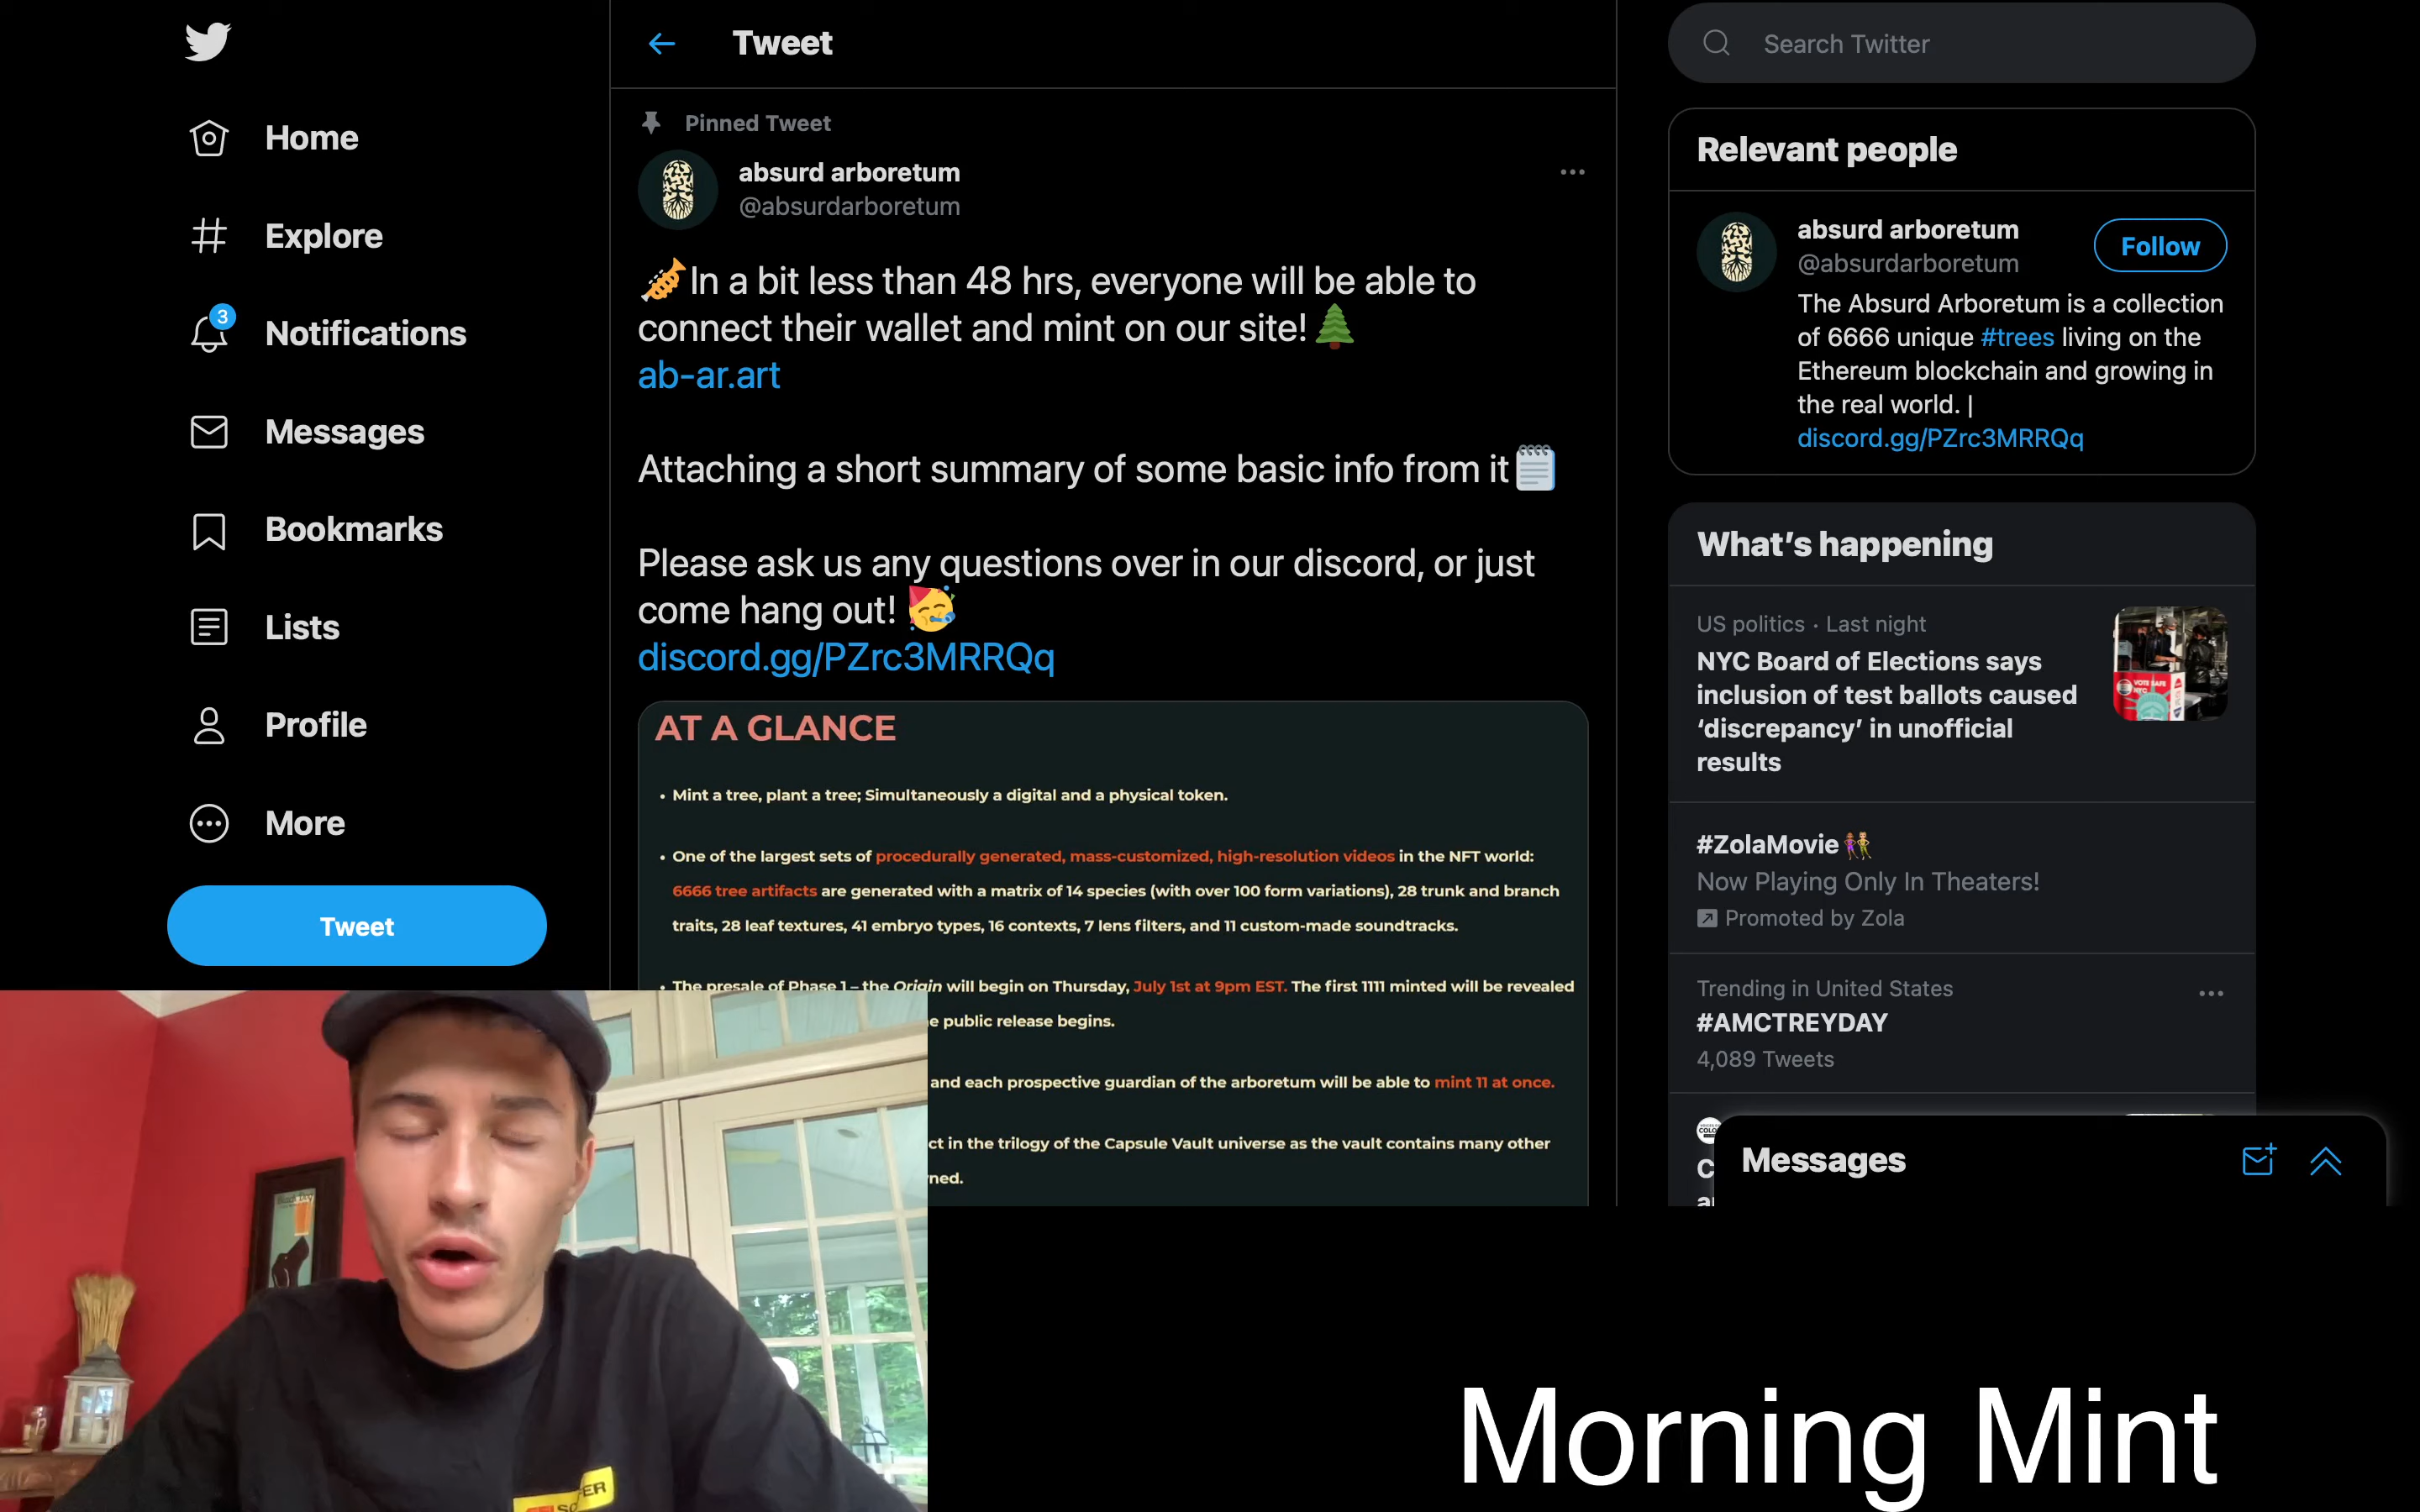 Tweet
Search Twitter
Home
Explore
3
Notifications
Messages
Bookmarks
Lists
Profile
More
Tweet
Pinned Tweet
absurd arboretum
@absurdarboretum
🎺In a bit less than 48 hrs, everyone will be able to
connect their wallet and mint on our site!🌲
ab-ar.art
Attaching a short summary of some basic info from it🗒️
Please ask us any questions over in our discord, or just
come hang out! 🥳
discord.gg/PZrc3MRRQq
AT A GLANCE
• Mint a tree, plant a tree; Simultaneously a digital and a physical token.
• One of the largest sets of procedurally generated, mass-customized, high-resolution videos in the NFT world:
6666 tree artifacts are generated with a matrix of 14 species (with over 100 form variations), 28 trunk and branch
traits, 28 leaf textures, 41 embryo types, 16 contexts, 7 lens filters, and 11 custom-made soundtracks.
• The presale of Phase 1 – the Origin will begin on Thursday, July 1st at 9pm EST. The first 1111 minted will be revealed
public release begins.
and each prospective guardian of the arboretum will be able to mint 11 at once.
in the trilogy of the Capsule Vault universe as the vault contains many other
Relevant people
absurd arboretum
@absurdarboretum
Follow
The Absurd Arboretum is a collection
of 6666 unique #trees living on the
Ethereum blockchain and growing in
the real world. |
discord.gg/PZrc3MRRQq
What's happening
US politics · Last night
NYC Board of Elections says
inclusion of test ballots caused
'discrepancy' in unofficial
results
#ZolaMovie
Now Playing Only In Theaters!
Promoted by Zola
Trending in United States
#AMCTREYDAY
4,089 Tweets
Messages
Morning Mint